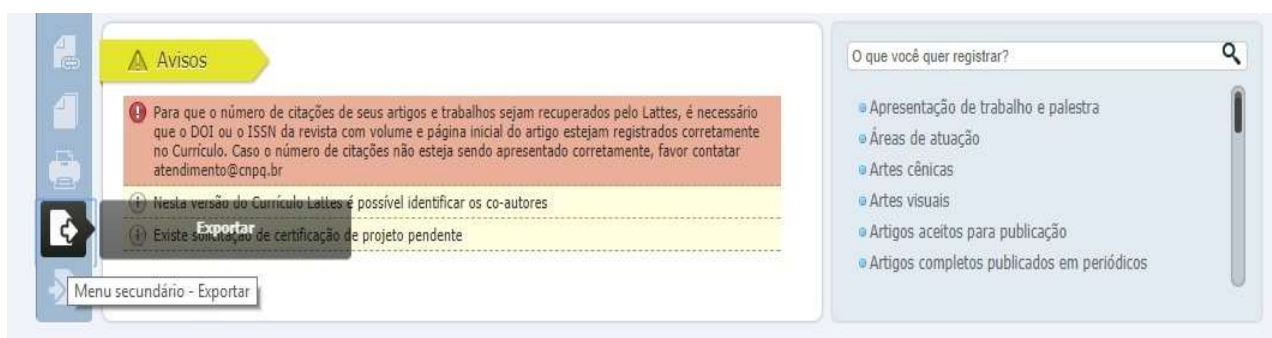 Avisos
Para que o número de citações de seus artigos e trabalhos sejam recuperados pelo Lattes, é necessário
que o DOI ou o ISSN da revista com volume e página inicial do artigo estejam registrados corretamente
no Currículo. Caso o número de citações não esteja sendo apresentado corretamente, favor contatar
atendimento@cnpq.br
Nesta versão do Currículo Lattes é possível identificar os co-autores
Existe solicitação de certificação de projeto pendente
Exportar
Menu secundário - Exportar
O que você quer registrar?
Apresentação de trabalho e palestra
Áreas de atuação
Artes cênicas
Artes visuais
Artigos aceitos para publicação
Artigos completos publicados em periódicos